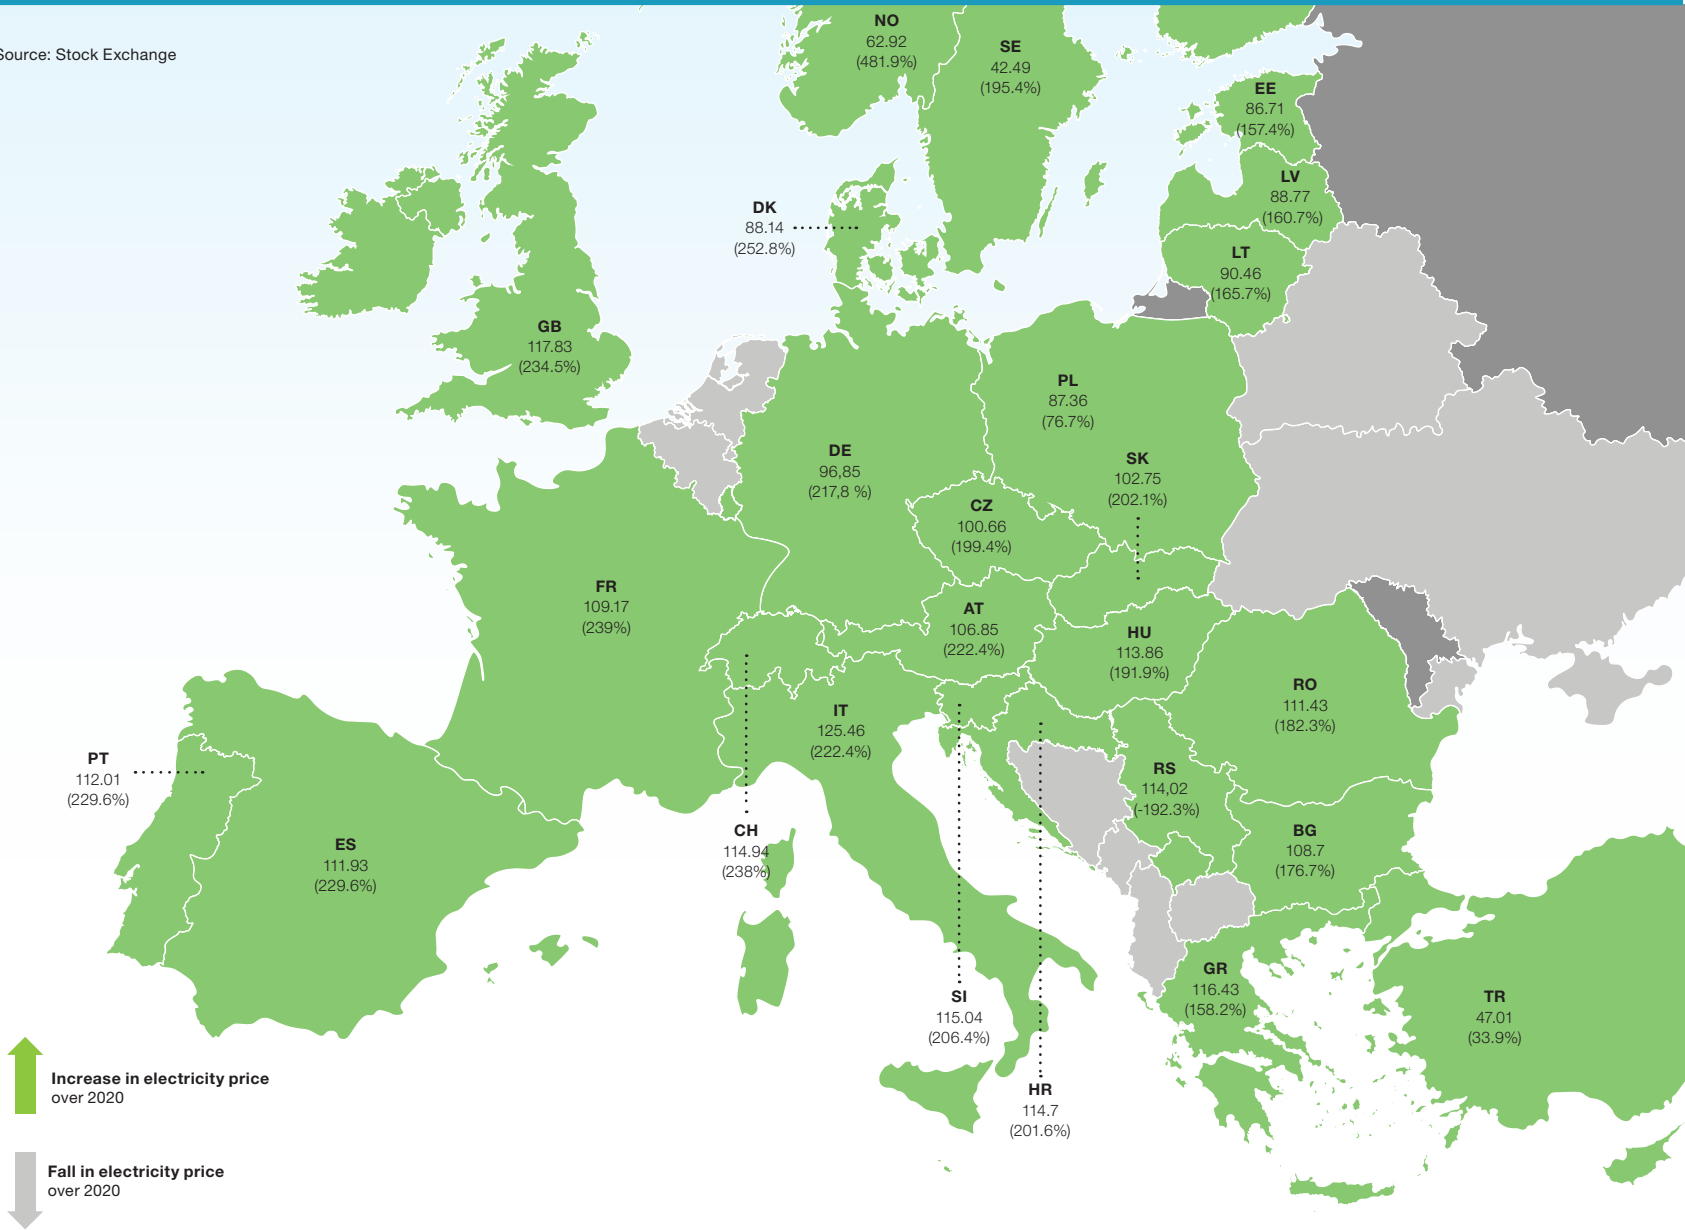 Source: Stock Exchange
NO
62.92
(481.9%)
SE
42.49
(195.4%)
EE
86.71
(157.4%)
LV
88.77
(160.7%)
DK
88.14
(252.8%)
LT
90.46
(165.7%)
GB
117.83
(234.5%)
PL
87.36
(76.7%)
DE
96,85
(217,8 %)
SK
102.75
(202.1%)
CZ
100.66
(199.4%)
FR
109.17
(239%)
AT
106.85
(222.4%)
HU
113.86
(191.9%)
RO
111.43
(182.3%)
IT
125.46
(222.4%)
PT
112.01
(229.6%)
RS
114,02
(-192.3%)
CH
114.94
(238%)
BG
108.7
(176.7%)
ES
111.93
(229.6%)
GR
116.43
(158.2%)
SI
115.04
(206.4%)
TR
47.01
(33.9%)
HR
114.7
(201.6%)
Increase in electricity price
over 2020
Fall in electricity price
over 2020